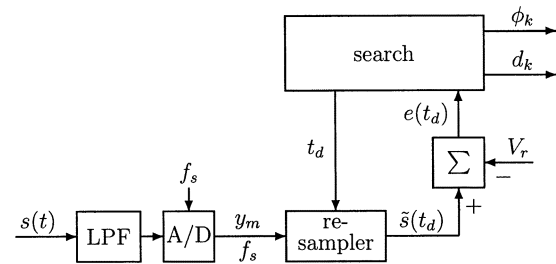 ϕ_k
search
d_k
e(t_d)
t_d
V_r
f_s
Σ
−
+
s(t)
LPF
A/D
y_m
f_s
re-
sampler
s̃(t_d)